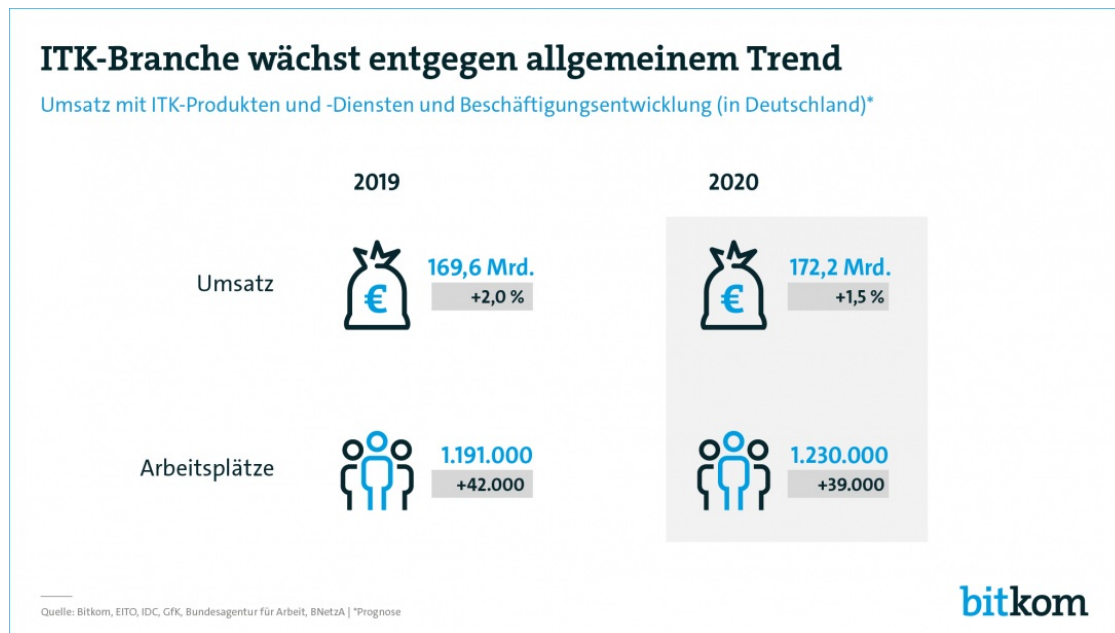 ITK-Branche wächst entgegen allgemeinem Trend
Umsatz mit ITK-Produkten und -Diensten und Beschäftigungsentwicklung (in Deutschland)*
2019 2020
Umsatz € 169,6 Mrd. € 172,2 Mrd.
+2,0 % +1,5 %
Arbeitsplätze 1.191.000 1.230.000
+42.000 +39.000
Quelle: Bitkom, EITO, IDC, GfK, Bundesagentur für Arbeit, BNetzA | *Prognose
bitkom